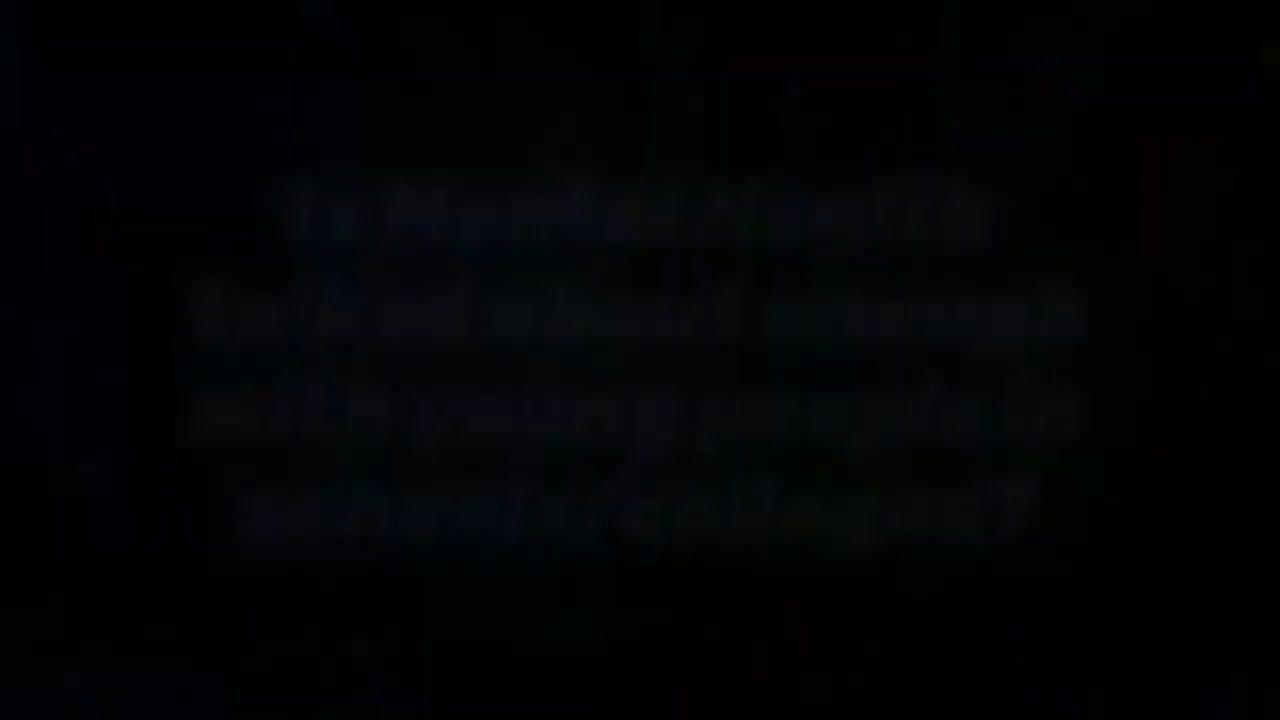 Is Mental Health
talked about enough
with young people in
schools/colleges?